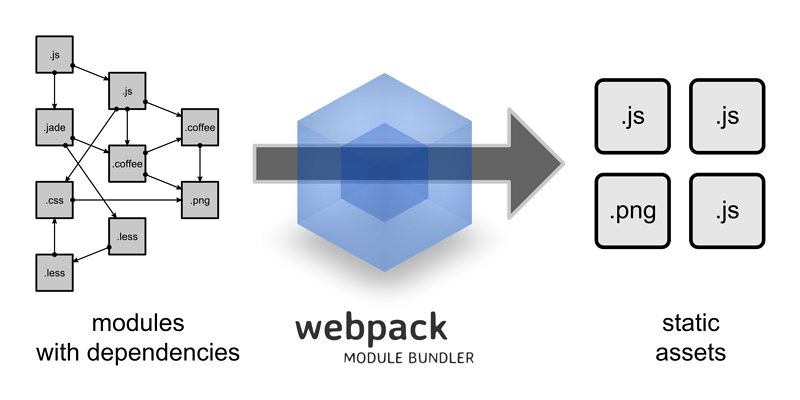 .js
.js
.jade
.coffee
.coffee
.css
.png
.less
.less
modules
with dependencies
webpack
MODULE BUNDLER
.js
.js
.png
.js
static
assets